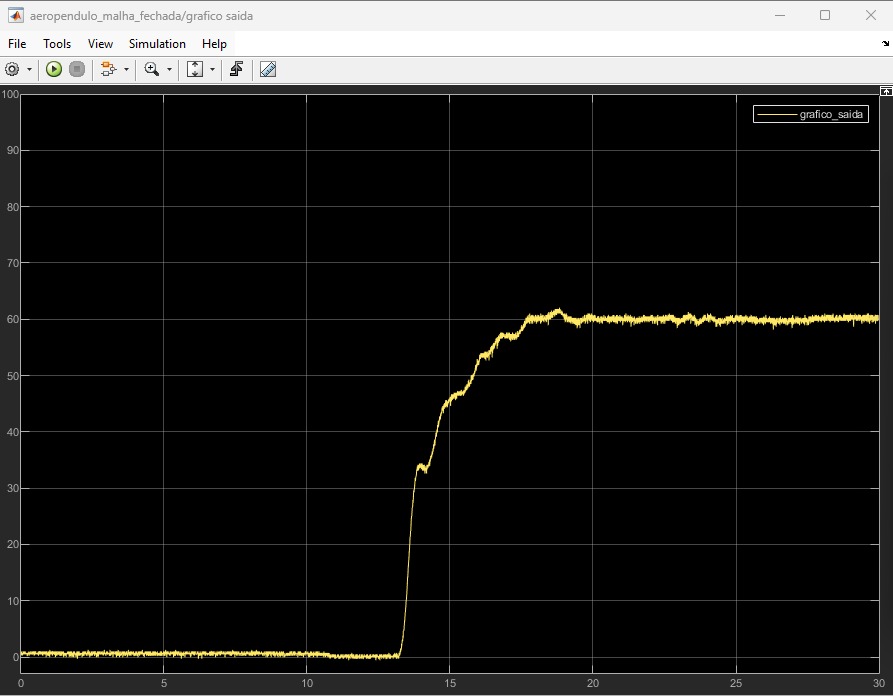 aeropendulo_malha_fechada/grafico saida
File Tools View Simulation Help
100
grafico_saida
90
80
70
60
50
40
30
20
10
0
0 5 10 15 20 25 30